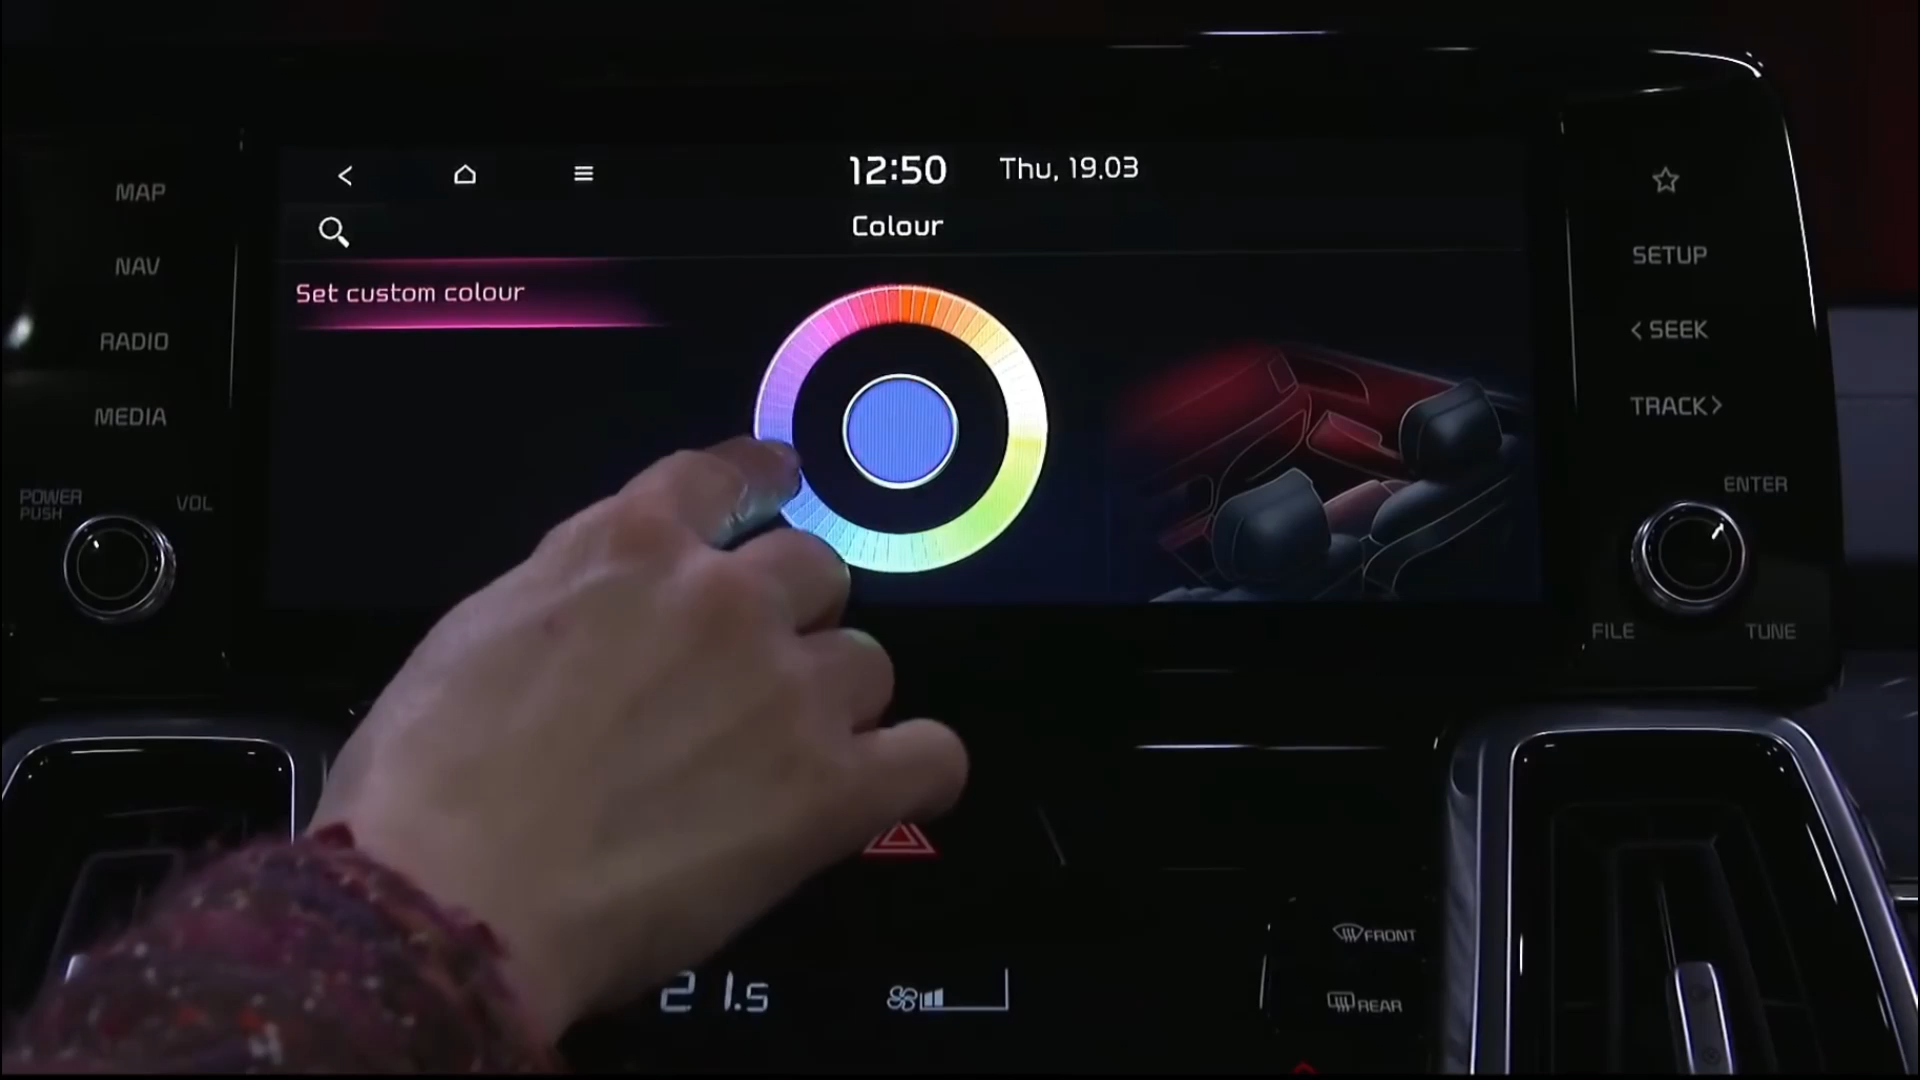 12:50 Thu, 19.03
Colour
Set custom colour
MAP
NAV
RADIO
MEDIA
POWER
PUSH
VOL
SETUP
< SEEK
TRACK >
ENTER
FILE
TUNE
21.5
FRONT
REAR